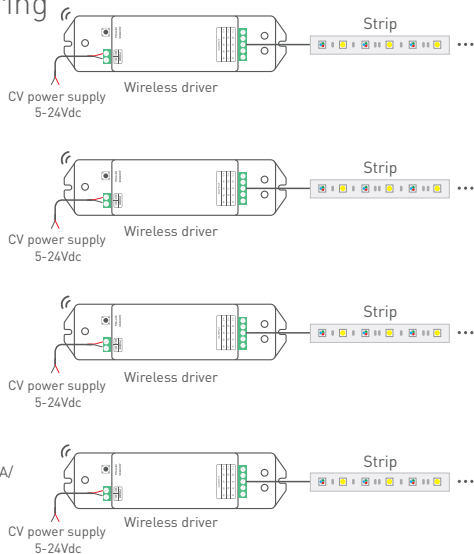 ring
Strip
Wireless driver
CV power supply
5-24Vdc
Strip
Wireless driver
CV power supply
5-24Vdc
Strip
Wireless driver
CV power supply
5-24Vdc
A/
Strip
Wireless driver
CV power supply
5-24Vdc